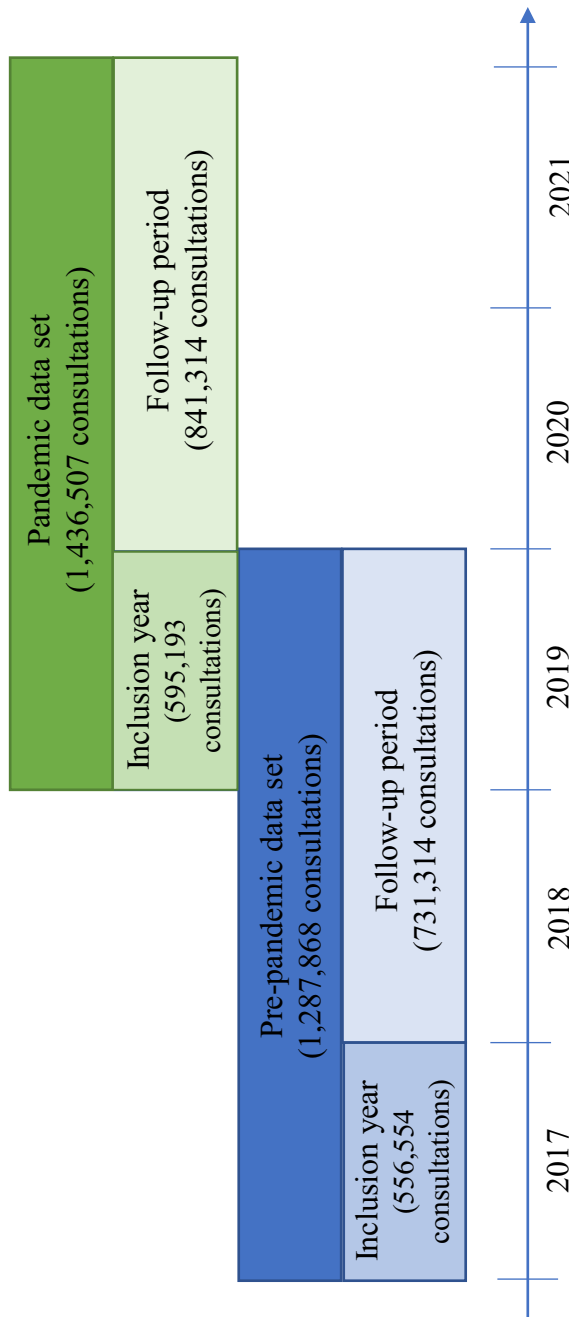 Pandemic data set
(1,436,507 consultations)
Inclusion year
(595,193
consultations)
Follow-up period
(841,314 consultations)
Pre-pandemic data set
(1,287,868 consultations)
Inclusion year
(556,554
consultations)
Follow-up period
(731,314 consultations)
2017
2018
2019
2020
2021